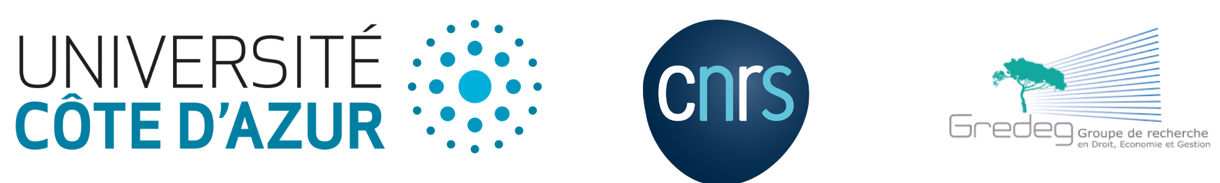 UNIVERSITÉ
CÔTE D'AZUR
cnrs
Gredeg Groupe de recherche
en Droit, Economie et Gestion